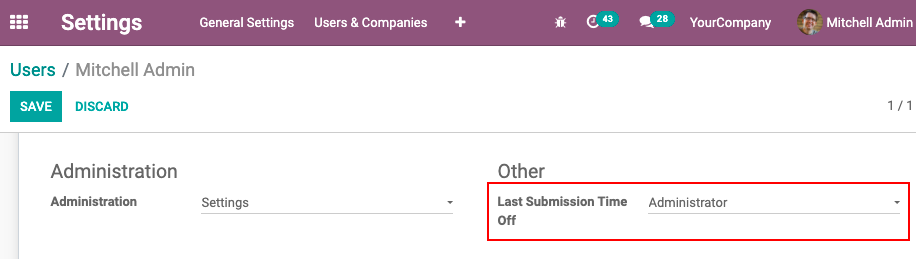 Settings General Settings Users & Companies 43 28 YourCompany Mitchell Admin
Users / Mitchell Admin
SAVE DISCARD 1 / 1
Administration Other
Administration Settings Last Submission Time Administrator
Off